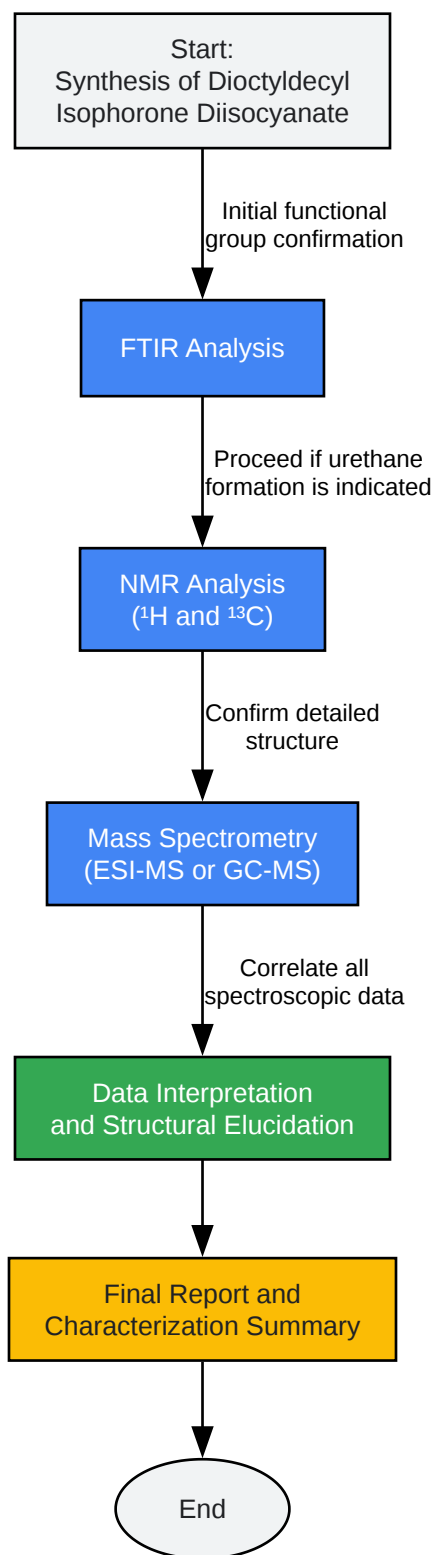 Start:
Synthesis of Dioctyldecyl
Isophorone Diisocyanate
Initial functional
group confirmation
FTIR Analysis
Proceed if urethane
formation is indicated
NMR Analysis
(¹H and ¹³C)
Confirm detailed
structure
Mass Spectrometry
(ESI-MS or GC-MS)
Correlate all
spectroscopic data
Data Interpretation
and Structural Elucidation
Final Report and
Characterization Summary
End